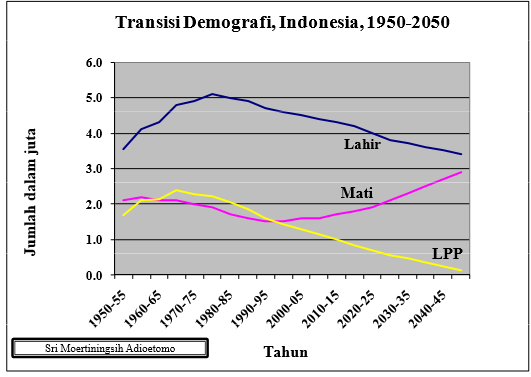 Transisi Demografi, Indonesia, 1950-2050
Jumlah dalam juta
6.0
5.0
4.0
3.0
2.0
1.0
0.0
Lahir
Mati
LPP
1950-55
1960-65
1970-75
1980-85
1990-95
2000-05
2010-15
2020-25
2030-35
2040-45
Tahun
Sri Moertiningsih Adioetomo